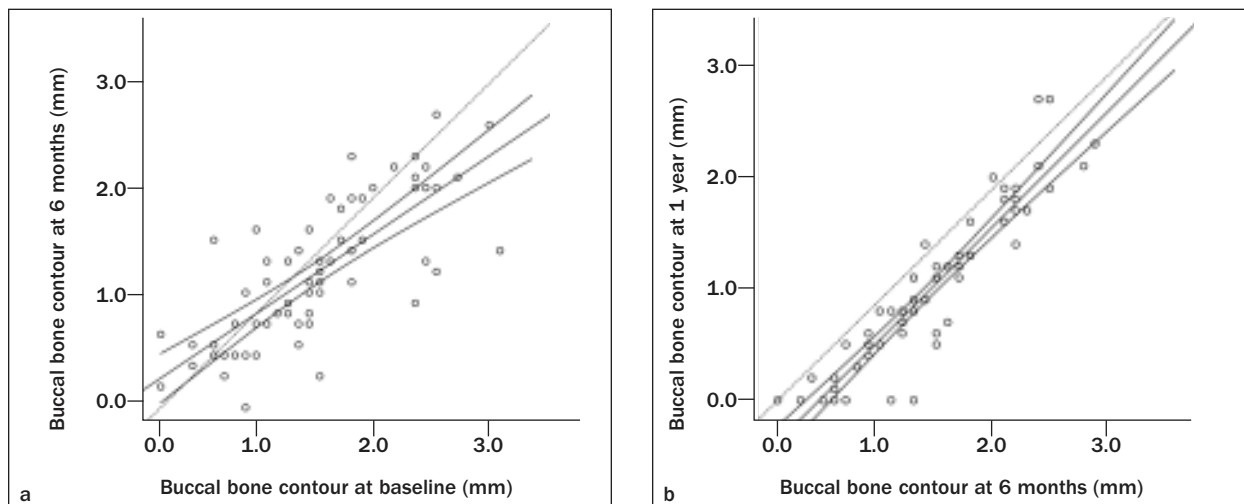 Buccal bone contour at 6 months (mm)
3.0
2.0
1.0
0.0
0.0 1.0 2.0 3.0
a Buccal bone contour at baseline (mm)
Buccal bone contour at 1 year (mm)
3.0
2.0
1.0
0.0
0.0 1.0 2.0 3.0
b Buccal bone contour at 6 months (mm)